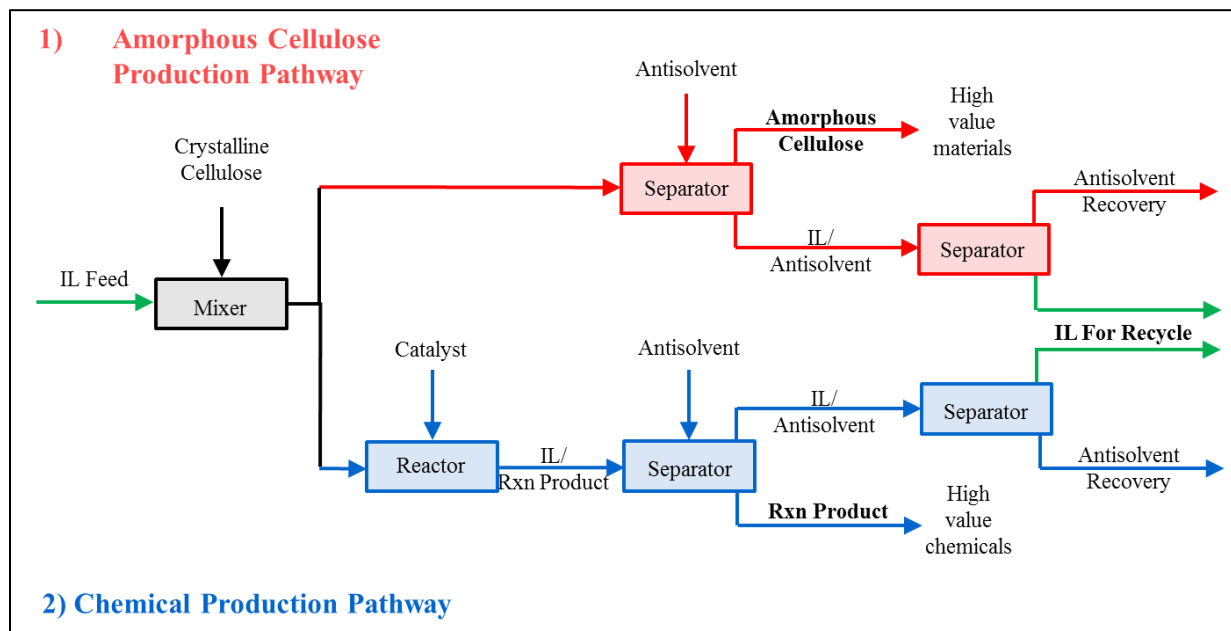 1) Amorphous Cellulose
Production Pathway
Antisolvent
Amorphous
Cellulose
High
value
materials
Crystalline
Cellulose
Separator
Antisolvent
Recovery
IL/
Antisolvent
Separator
IL Feed
Mixer
IL For Recycle
Catalyst
Antisolvent
IL/
Antisolvent
Separator
Reactor
IL/
Rxn Product
Separator
Antisolvent
Recovery
Rxn Product
High
value
chemicals
2) Chemical Production Pathway